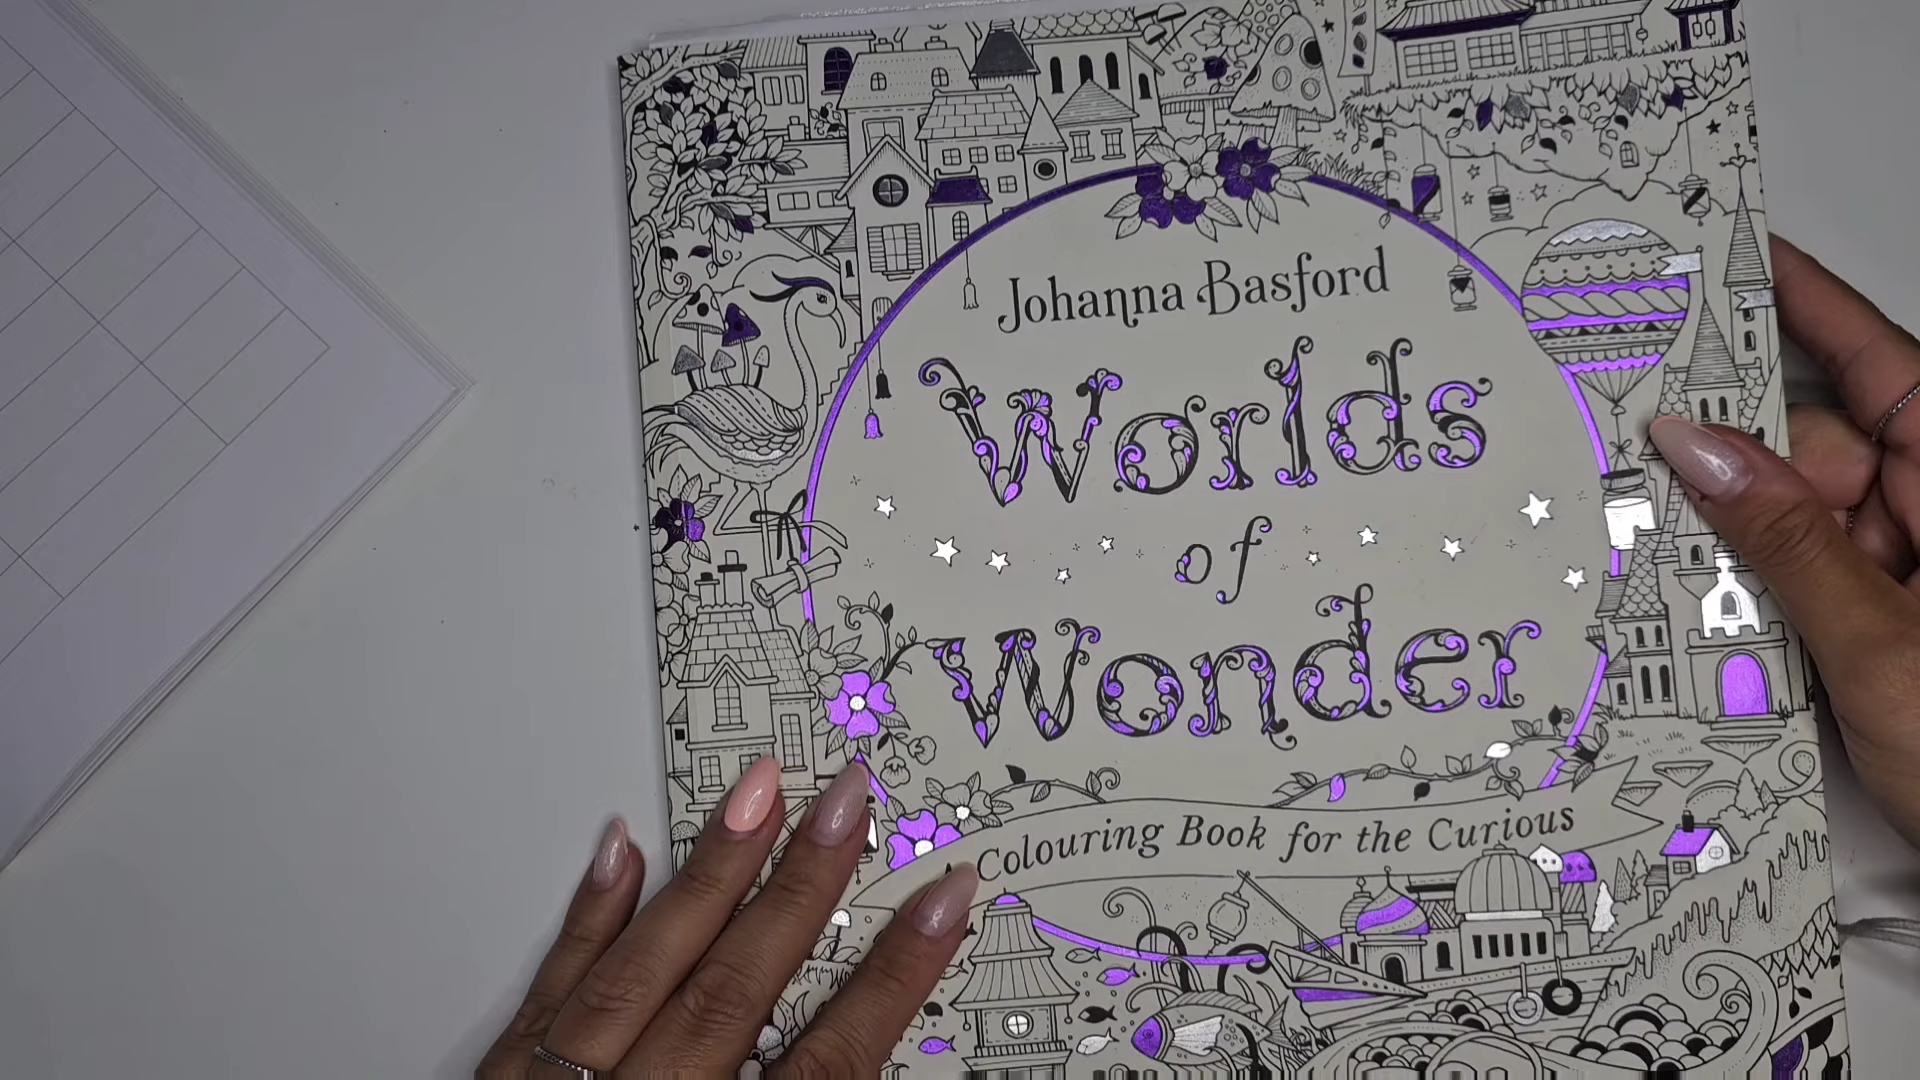 Johanna Basford
Worlds
of
Wonder
A Colouring Book for the Curious